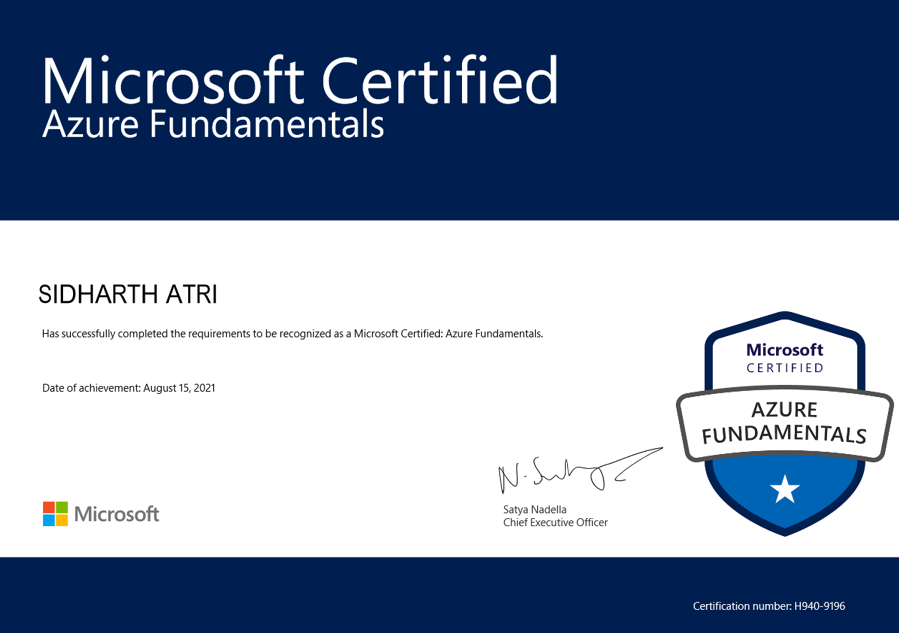 Microsoft Certified
Azure Fundamentals
SIDHARTH ATRI
Has successfully completed the requirements to be recognized as a Microsoft Certified: Azure Fundamentals.
Date of achievement: August 15, 2021
Microsoft
CERTIFIED
AZURE
FUNDAMENTALS
Satya Nadella
Chief Executive Officer
Microsoft
Certification number: H940-9196